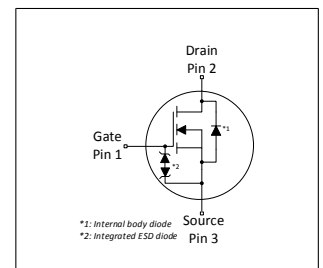 Drain
Pin 2
*1
Gate
Pin 1
*2
*1: Internal body diode
*2: Integrated ESD diode
Source
Pin 3